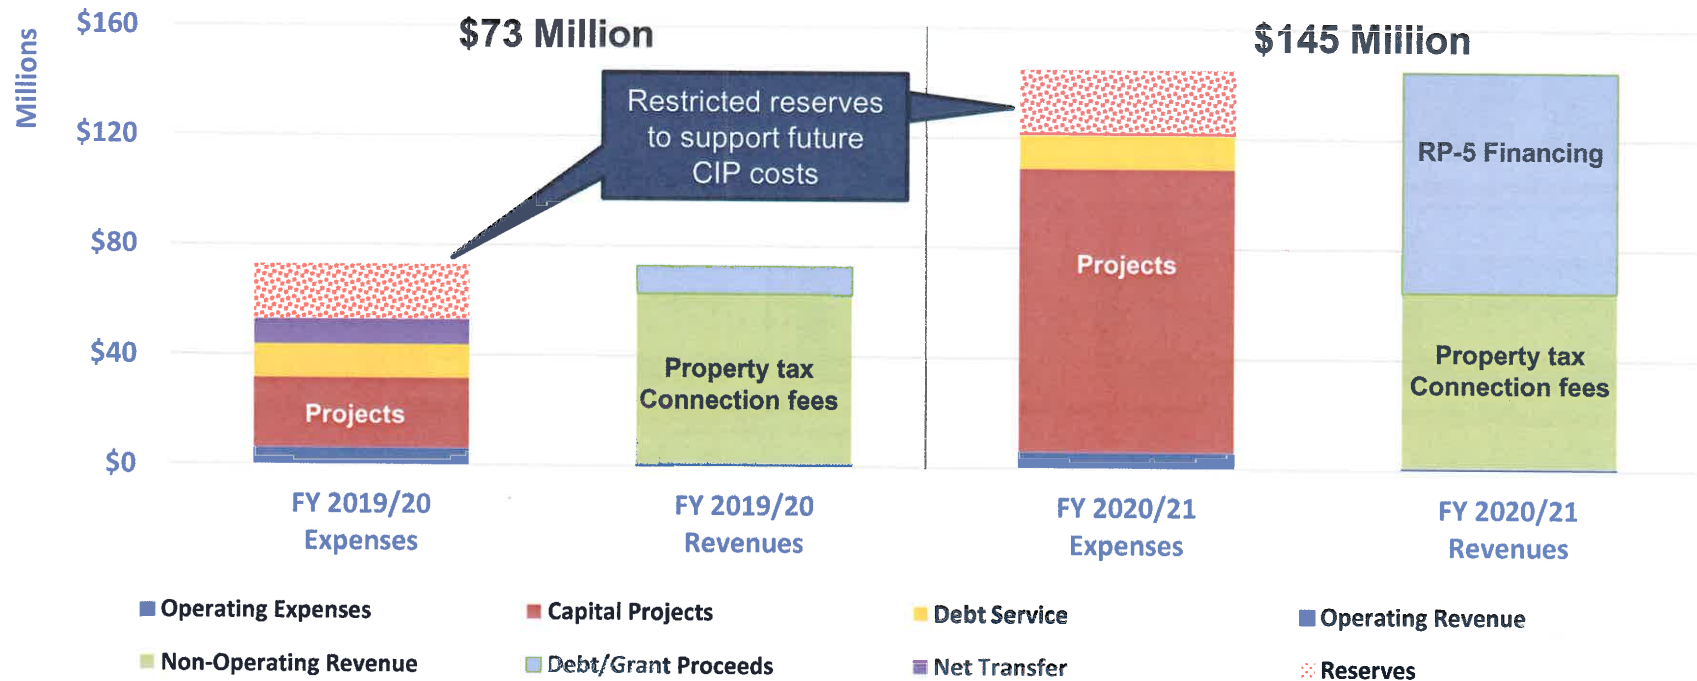 $160
$120
$80
$40
$0
Millions
$73 Million
$145 Million
Restricted reserves
to support future
CIP costs
Projects
Property tax
Connection fees
Projects
RP-5 Financing
Property tax
Connection fees
FY 2019/20
Expenses
FY 2019/20
Revenues
FY 2020/21
Expenses
FY 2020/21
Revenues
Operating Expenses
Capital Projects
Debt Service
Operating Revenue
Non-Operating Revenue
Debt/Grant Proceeds
Net Transfer
Reserves